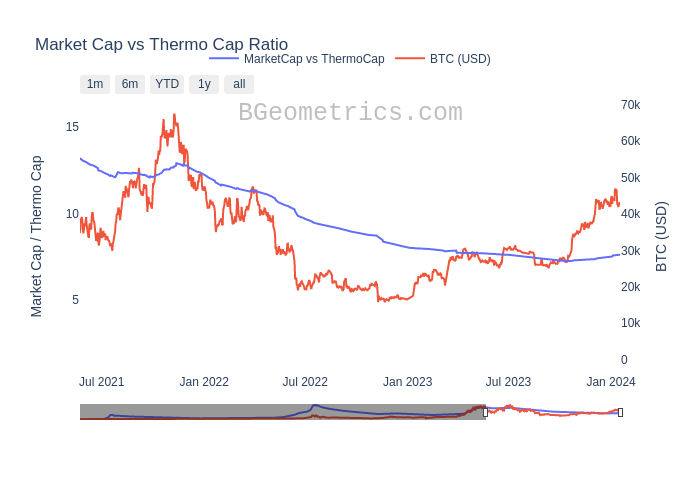 Market Cap vs Thermo Cap Ratio
MarketCap vs ThermoCap
BTC (USD)
1m
6m
YTD
1y
all
BGeometrics.com
15
10
5
Market Cap / Thermo Cap
70k
60k
50k
40k
30k
20k
10k
0
BTC (USD)
Jul 2021
Jan 2022
Jul 2022
Jan 2023
Jul 2023
Jan 2024